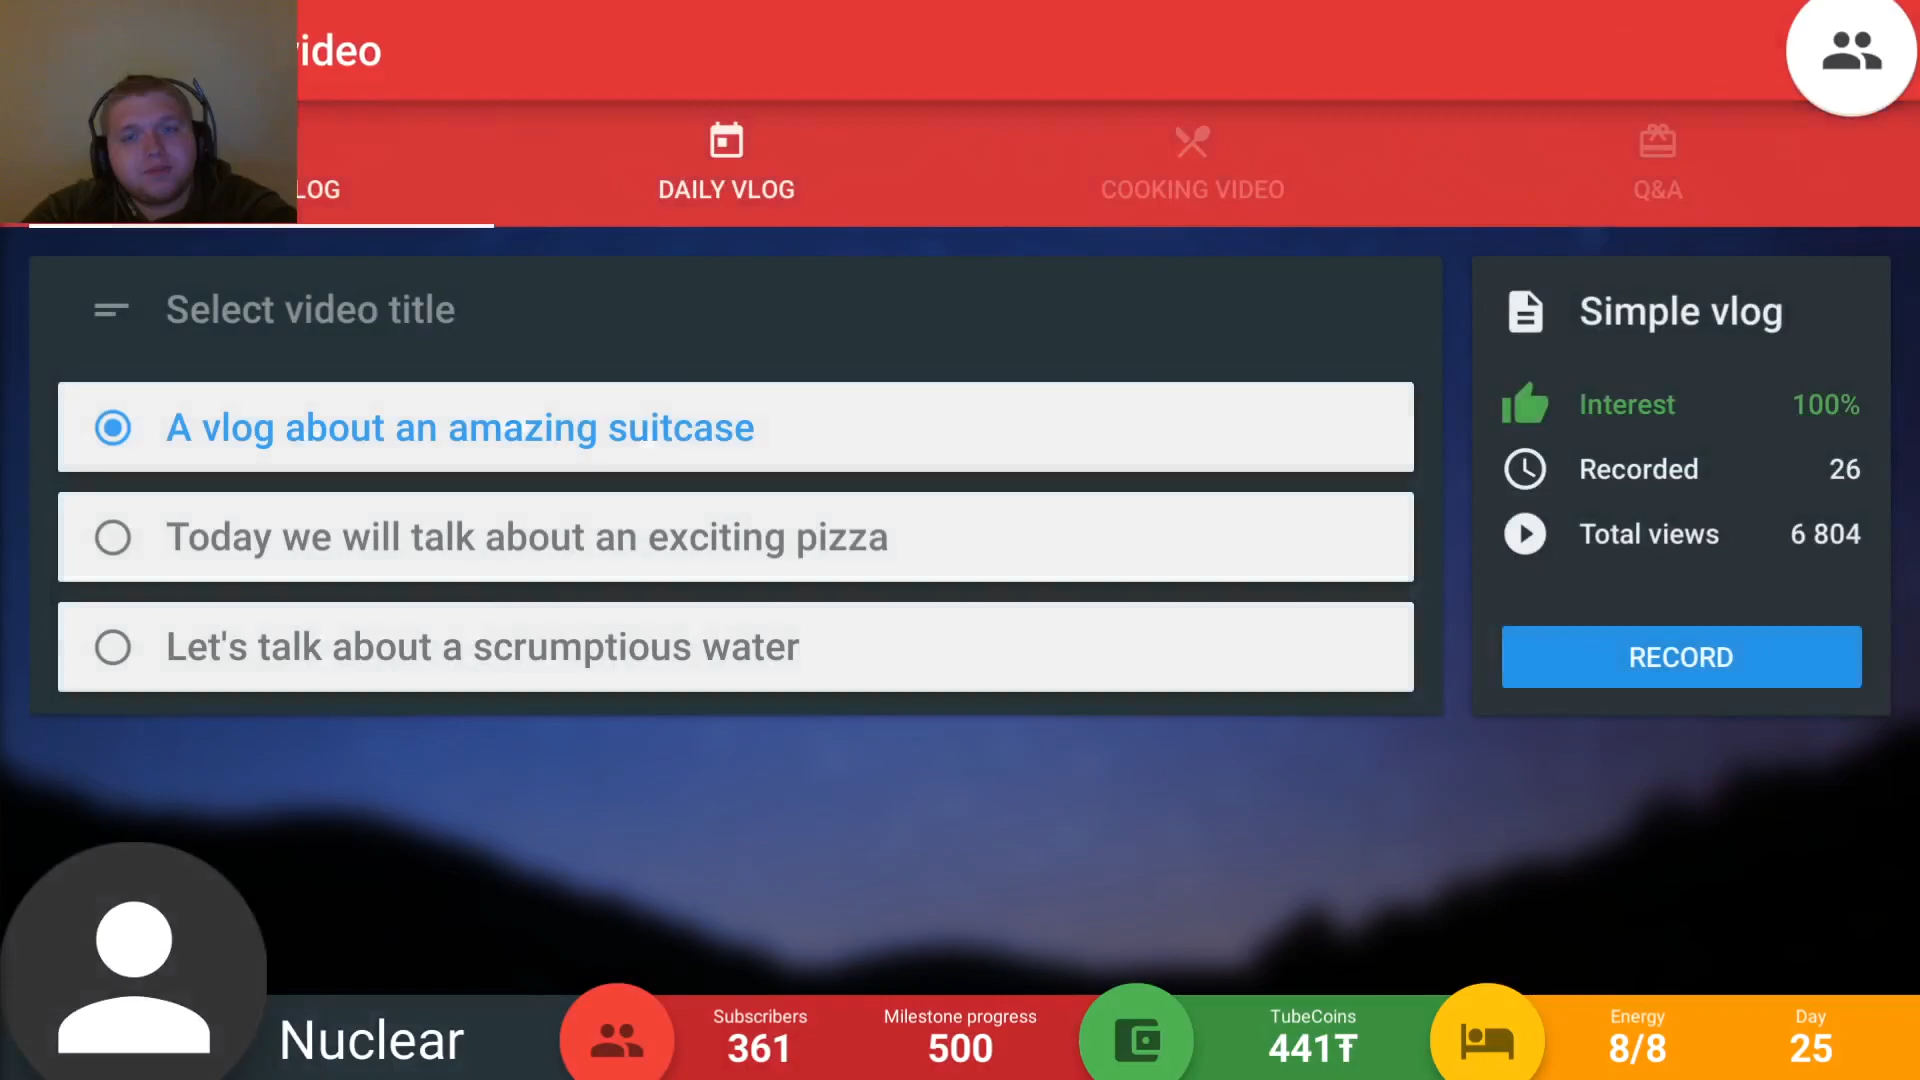 ideo
LOG
DAILY VLOG
COOKING VIDEO
Q&A
Select video title
A vlog about an amazing suitcase
Today we will talk about an exciting pizza
Let's talk about a scrumptious water
Simple vlog
Interest 100%
Recorded 26
Total views 6 804
RECORD
Nuclear
Subscribers
361
Milestone progress
500
TubeCoins
441Ŧ
Energy
8/8
Day
25